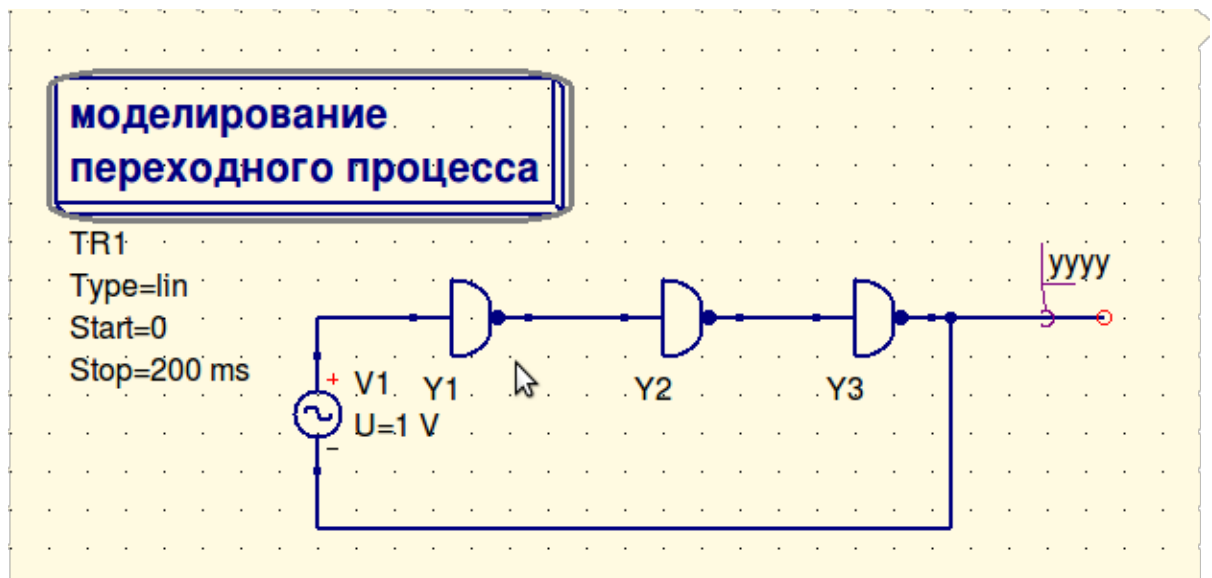 моделирование
переходного процесса
TR1
Type=lin
Start=0
Stop=200 ms
yyyy
V1
U=1 V
Y1
Y2
Y3